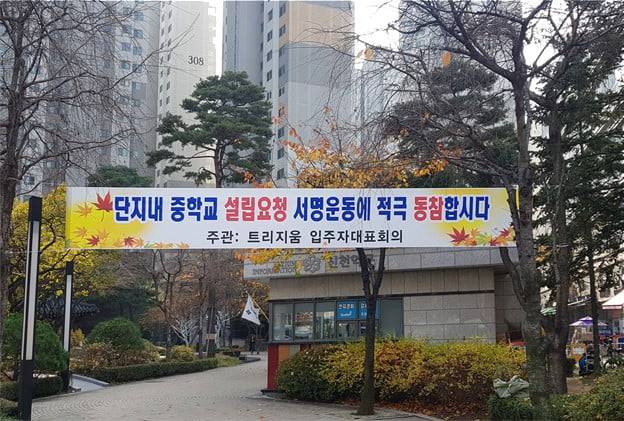 308
단지내 중학교 설립요청 서명운동에 적극 동참합시다
주관: 트리지움 입주자대표회의
INFORMATION